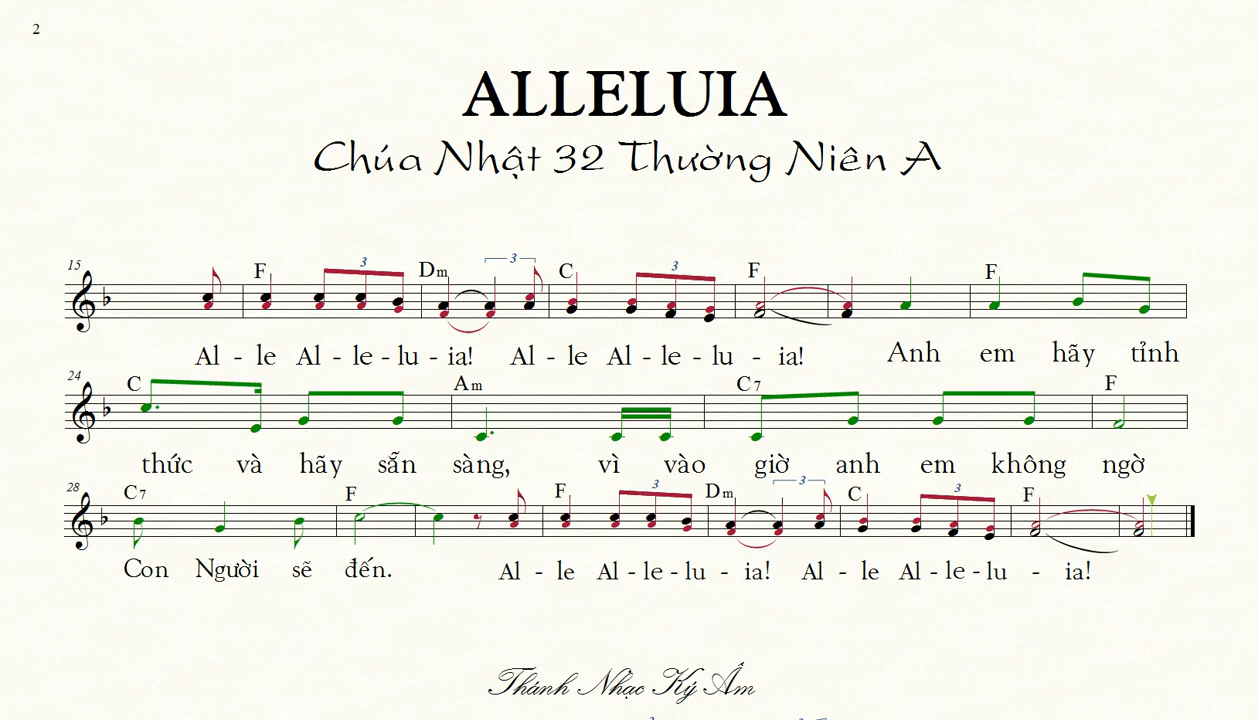 2
ALLELUIA
Chúa Nhật 32 Thường Niên A
15 F 3 Dm 3 C 3 F F
Al - le Al - le - lu - ia! Al - le Al - le - lu - ia! Anh em hãy tỉnh
24 C Am C7 F
thức và hãy sẵn sàng, vì vào giờ anh em không ngờ
28 C7 F F 3 Dm 3 C 3 F
Con Người sẽ đến. Al - le Al - le - lu - ia! Al - le Al - le - lu - ia!
Thánh Nhạc Ký Âm